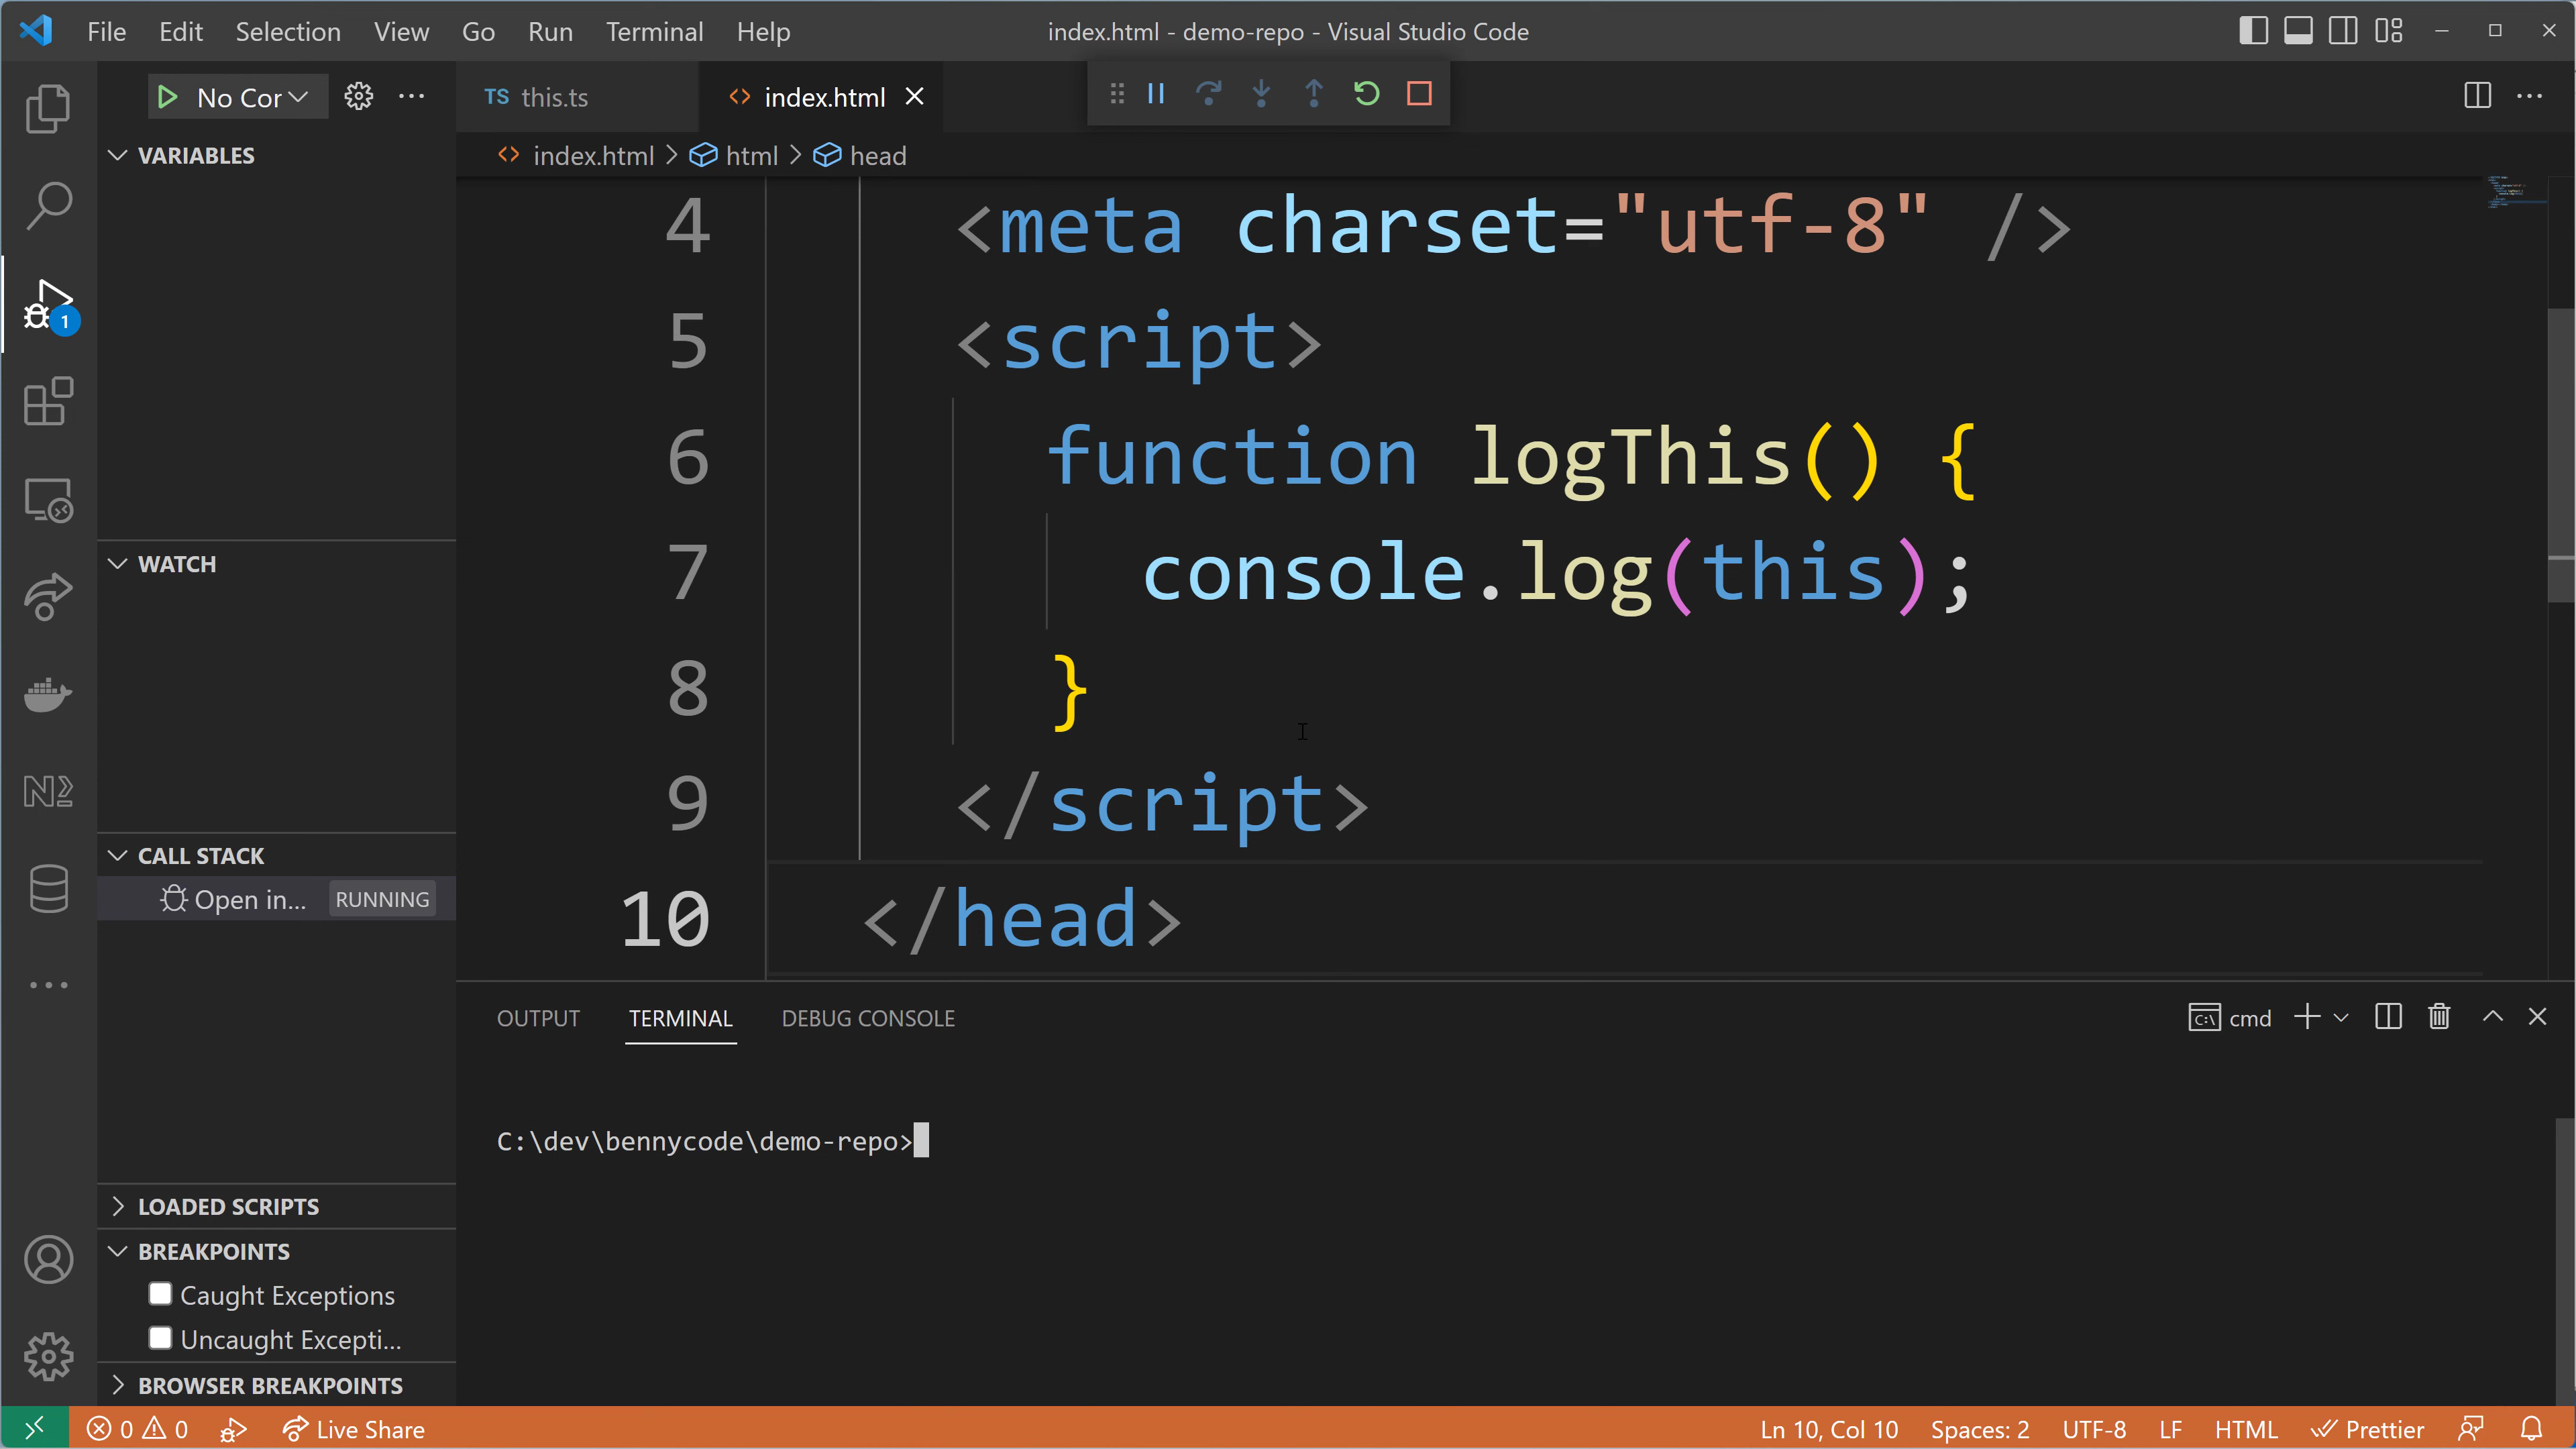 File Edit Selection View Go Run Terminal Help
index.html - demo-repo - Visual Studio Code
No Cor
TS this.ts
index.html
index.html > html > head
VARIABLES
WATCH
CALL STACK
Open in... RUNNING
LOADED SCRIPTS
BREAKPOINTS
Caught Exceptions
Uncaught Excepti...
BROWSER BREAKPOINTS
1
4 <meta charset="utf-8" />
5 <script>
6 function logThis() {
7 console.log(this);
8 }
9 </script>
10 </head>
OUTPUT TERMINAL DEBUG CONSOLE
cmd
C:\dev\bennycode\demo-repo>
0 0 Live Share
Ln 10, Col 10 Spaces: 2 UTF-8 LF HTML Prettier